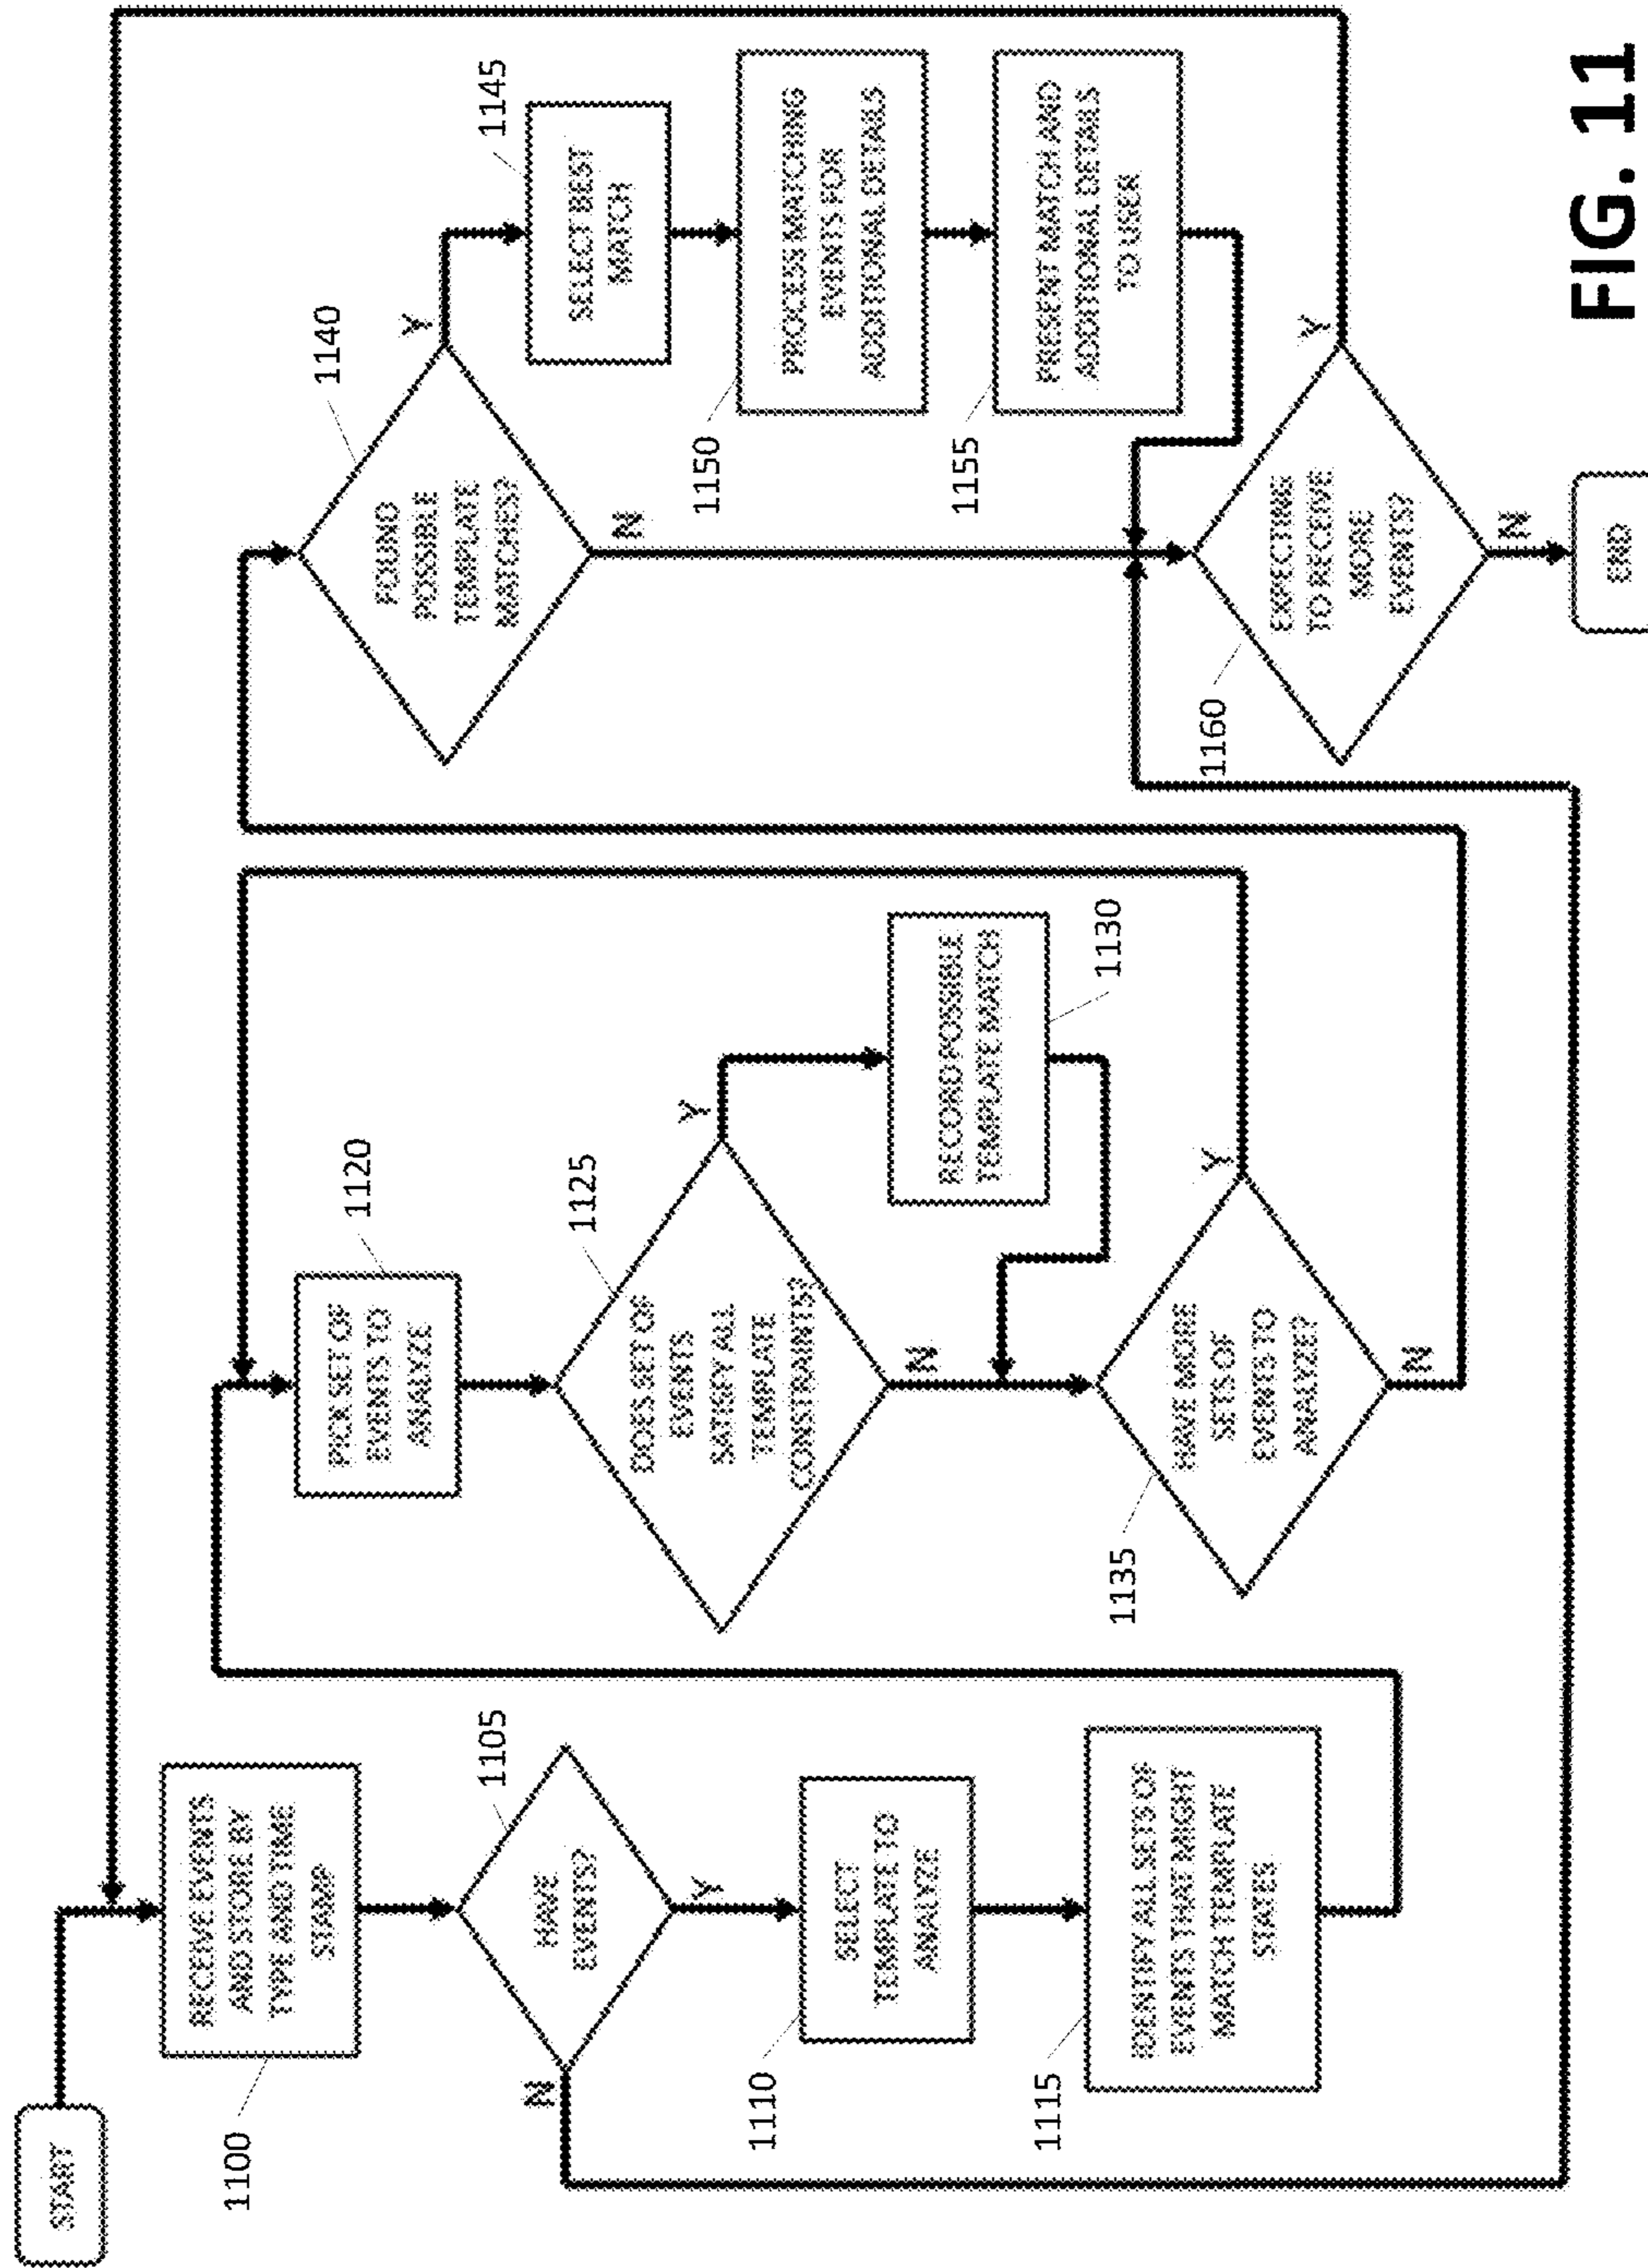 START
1100
RECEIVE EVENTS
AND STORE BY
TYPE AND TIME
STAMP
1105
HAVE
EVENTS?
N
Y
1110
SELECT
TEMPLATE TO
ANALYZE
1115
IDENTIFY ALL SETS OF
EVENTS THAT MIGHT
MATCH TEMPLATE
STATES
1120
PICK SET OF
EVENTS TO
ANALYZE
1125
DOES SET OF
EVENTS
SATISFY ALL
TEMPLATE
CONSTRAINTS?
Y
N
1130
RECORD POSSIBLE
TEMPLATE MATCH
1135
HAVE MORE
SETS OF
EVENTS TO
ANALYZE?
Y
N
1140
FOUND
POSSIBLE
TEMPLATE
MATCHES?
Y
N
1145
SELECT BEST
MATCH
1150
PROCESS MATCHING
EVENTS FOR
ADDITIONAL DETAILS
1155
PRESENT MATCH AND
ADDITIONAL DETAILS
TO USER
1160
EXPECTING
TO RECEIVE
MORE
EVENTS?
Y
N
END
FIG. 11